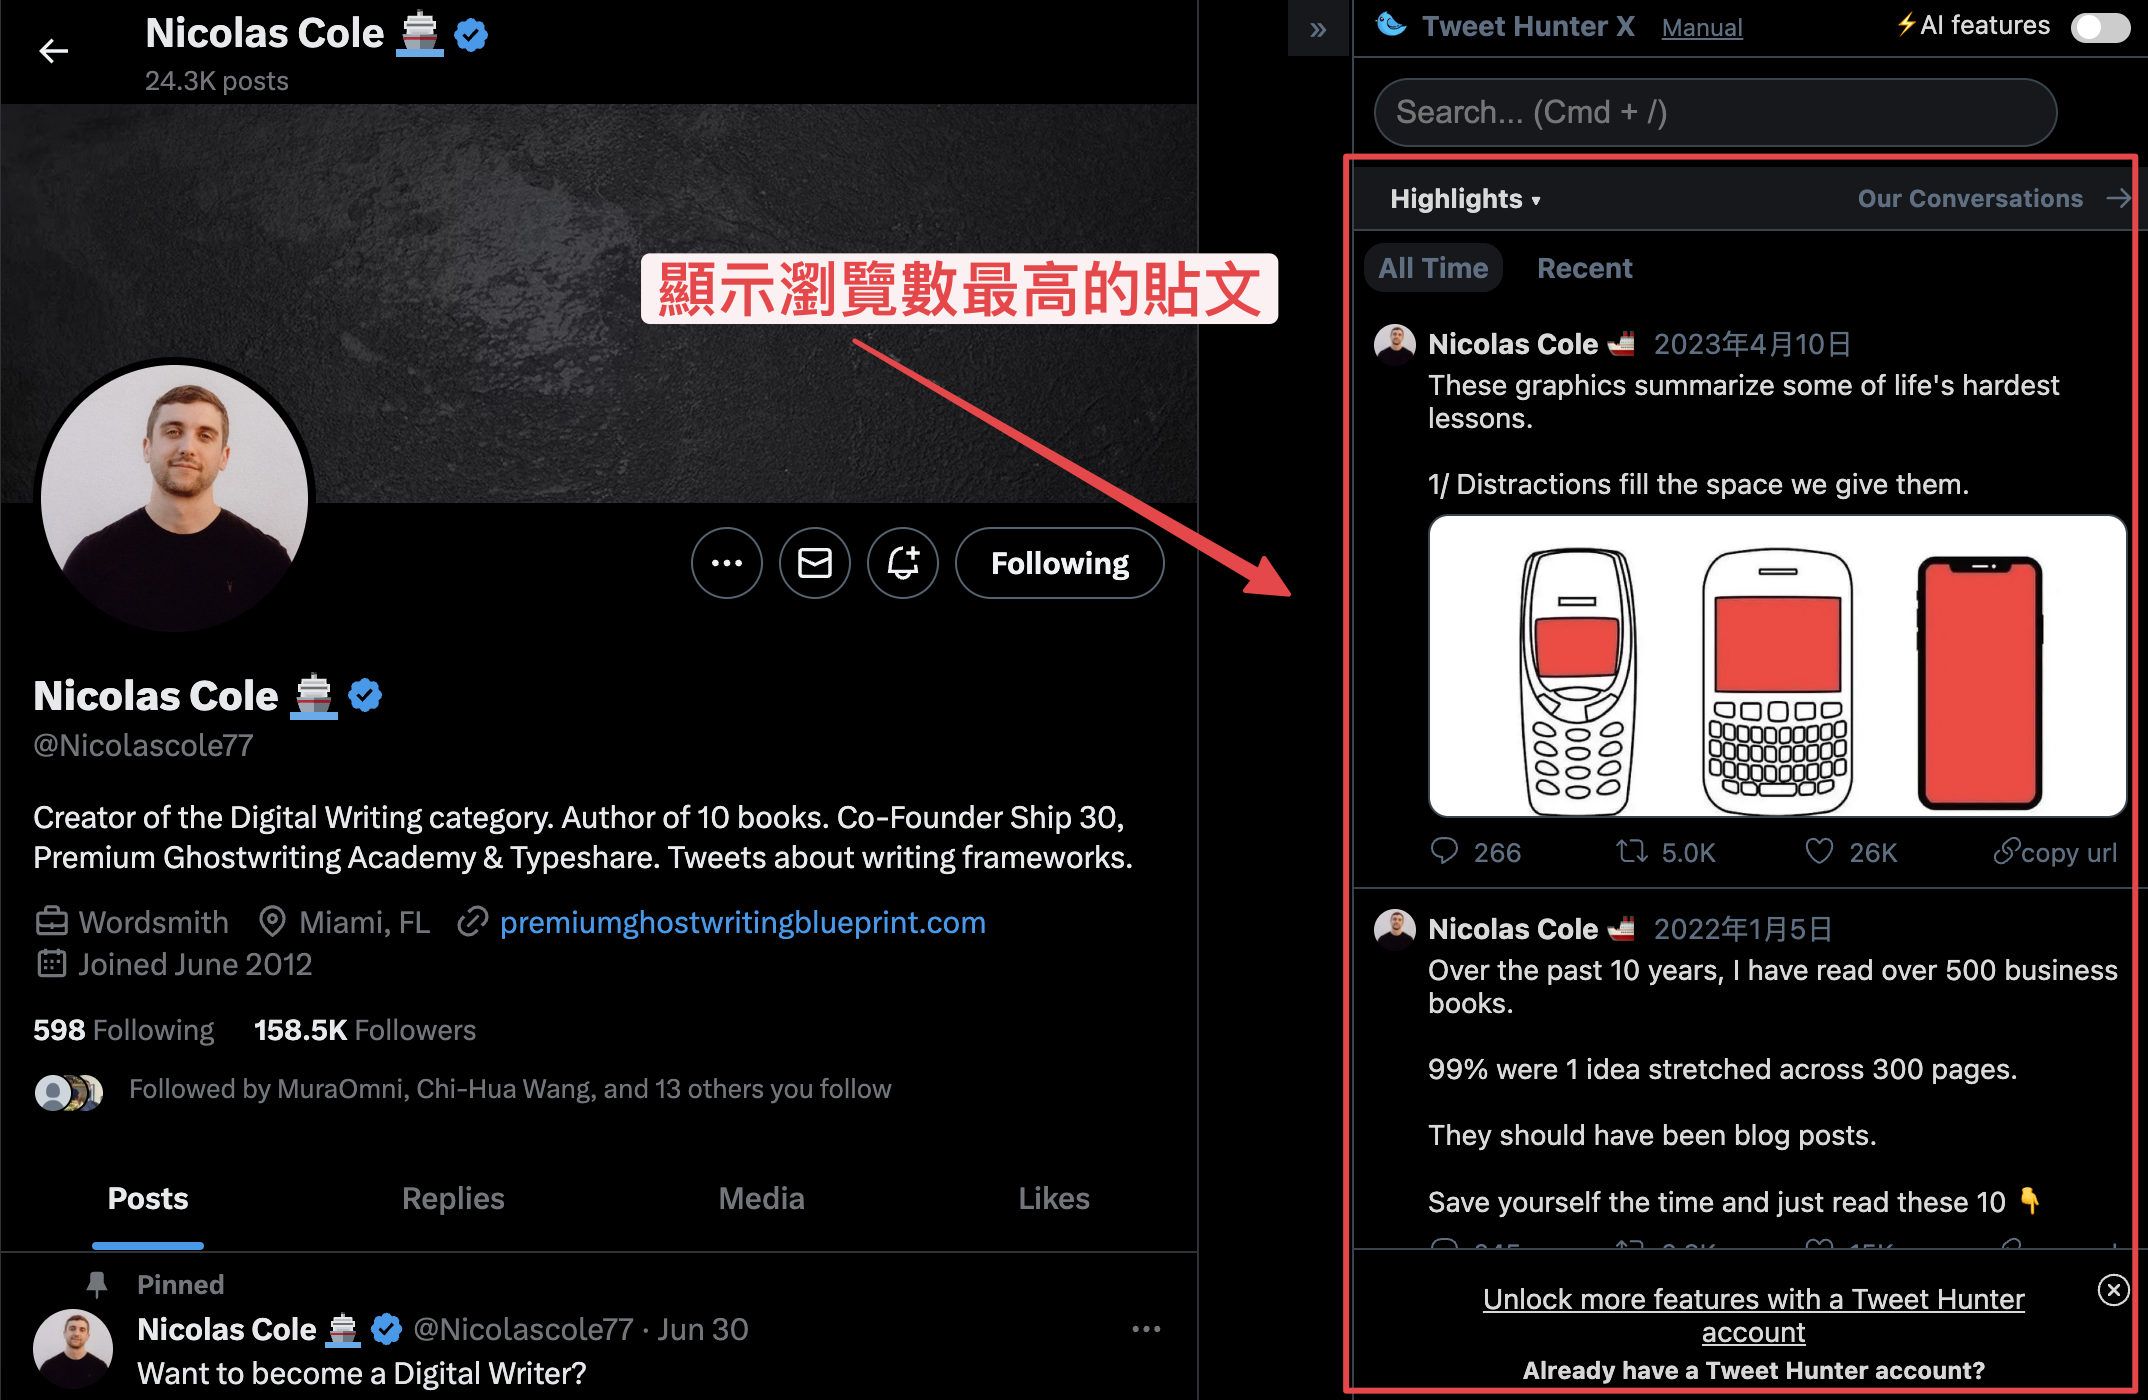 Nicolas Cole
24.3K posts
Following
Nicolas Cole
@Nicolascole77
Creator of the Digital Writing category. Author of 10 books. Co-Founder Ship 30,
Premium Ghostwriting Academy & Typeshare. Tweets about writing frameworks.
Wordsmith Miami, FL premiumghostwritingblueprint.com
Joined June 2012
598 Following 158.5K Followers
Followed by MuraOmni, Chi-Hua Wang, and 13 others you follow
Posts Replies Media Likes
Pinned
Nicolas Cole @Nicolascole77 · Jun 30
Want to become a Digital Writer?
顯示瀏覽數最高的貼文
» Tweet Hunter X Manual ⚡AI features
Search... (Cmd + /)
Highlights ▾ Our Conversations →
All Time Recent
Nicolas Cole 2023年4月10日
These graphics summarize some of life's hardest
lessons.
1/ Distractions fill the space we give them.
266 5.0K 26K copy url
Nicolas Cole 2022年1月5日
Over the past 10 years, I have read over 500 business
books.
99% were 1 idea stretched across 300 pages.
They should have been blog posts.
Save yourself the time and just read these 10 👇
Unlock more features with a Tweet Hunter
account
Already have a Tweet Hunter account?